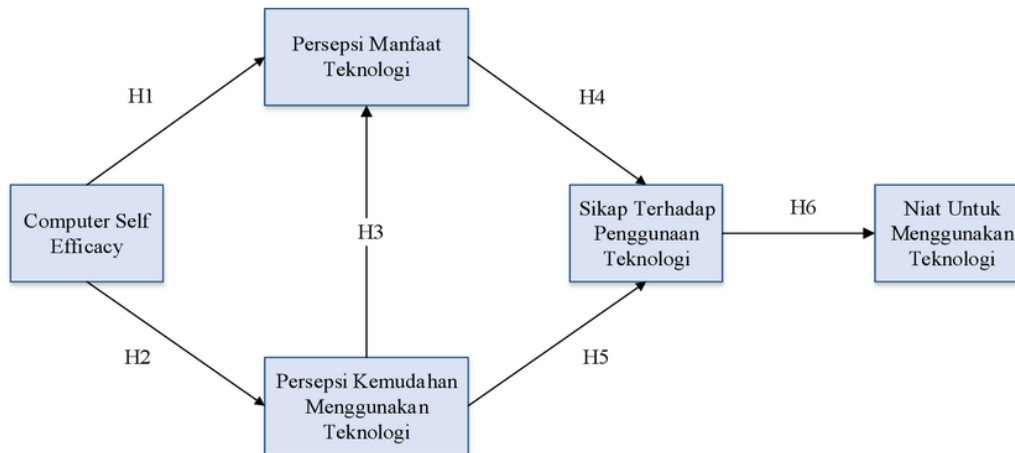 Persepsi Manfaat
Teknologi
H1
H4
Computer Self
Efficacy
H3
Sikap Terhadap
Penggunaan
Teknologi
H6
Niat Untuk
Menggunakan
Teknologi
H2
H5
Persepsi Kemudahan
Menggunakan
Teknologi